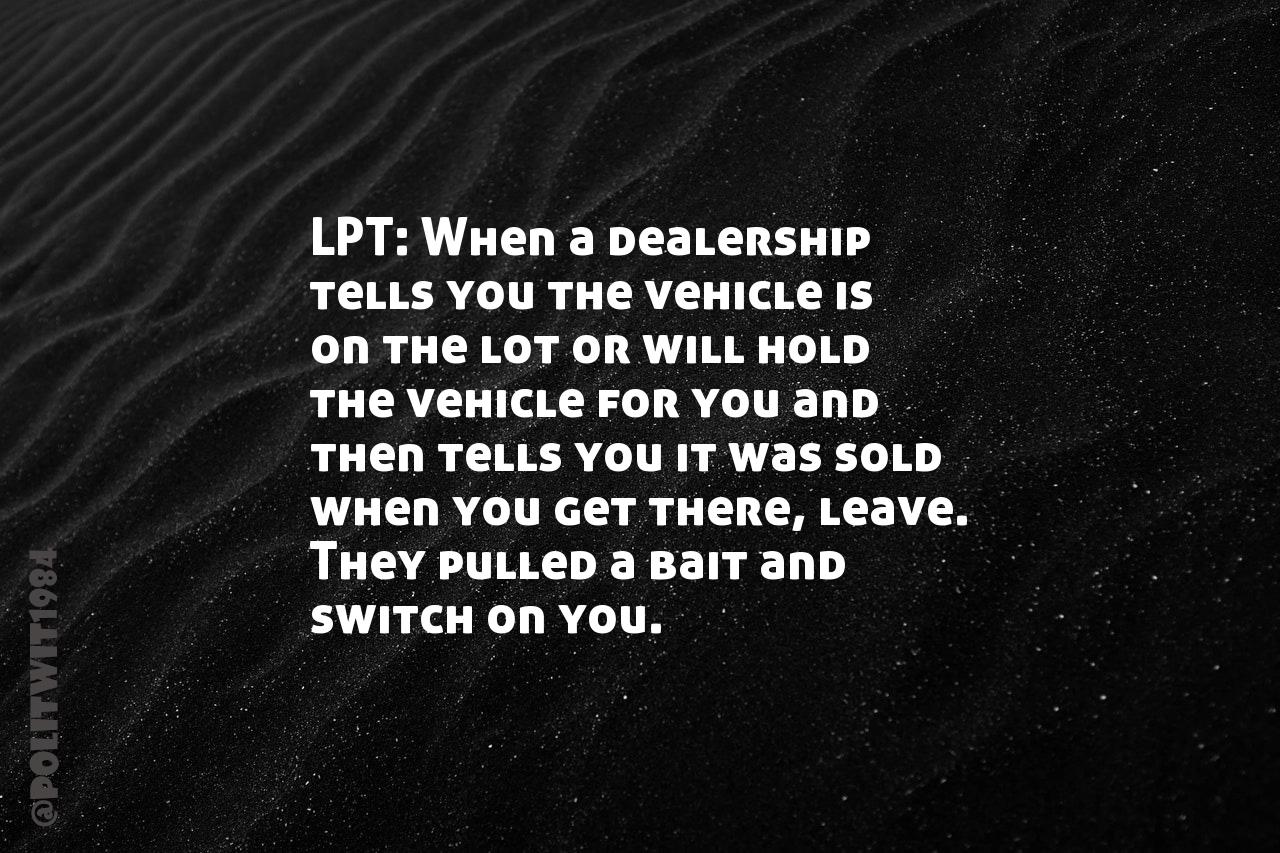 LPT: When a dealership
tells you the vehicle is
on the lot or will hold
the vehicle for you and
then tells you it was sold
when you get there, leave.
They pulled a bait and
switch on you.
@politwit1984